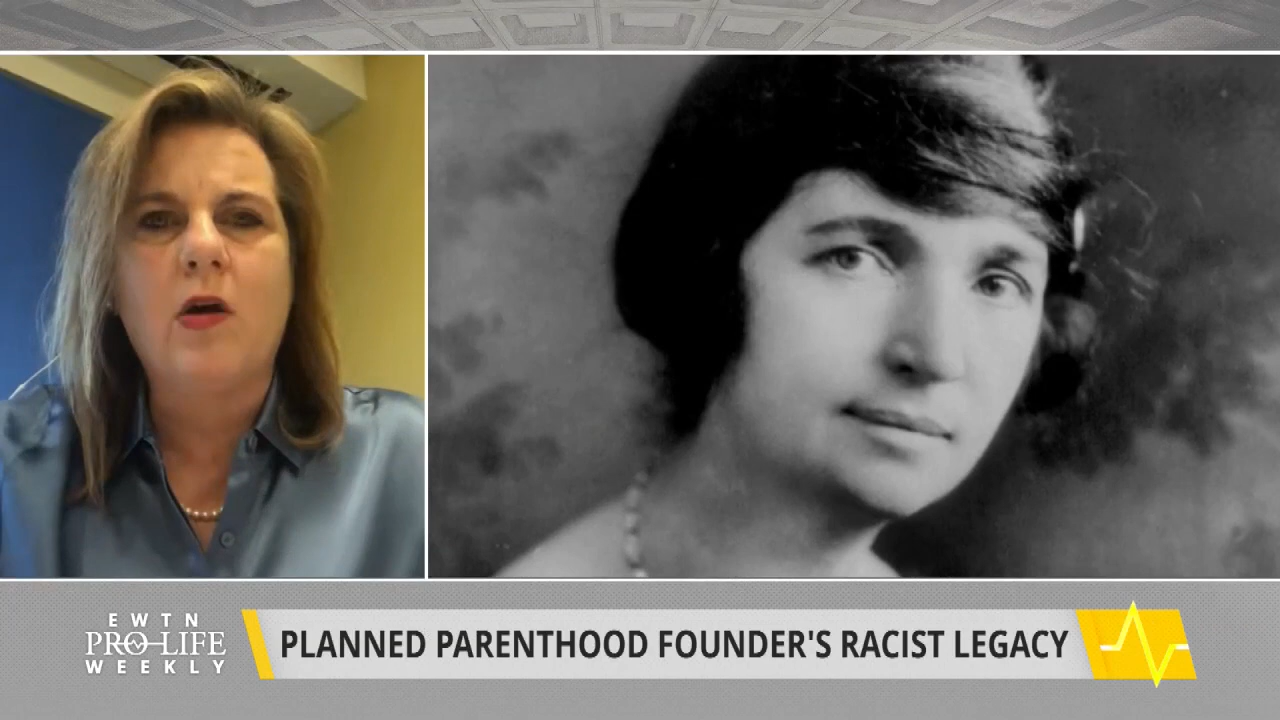 EWTN
PRO-LIFE
WEEKLY
PLANNED PARENTHOOD FOUNDER'S RACIST LEGACY